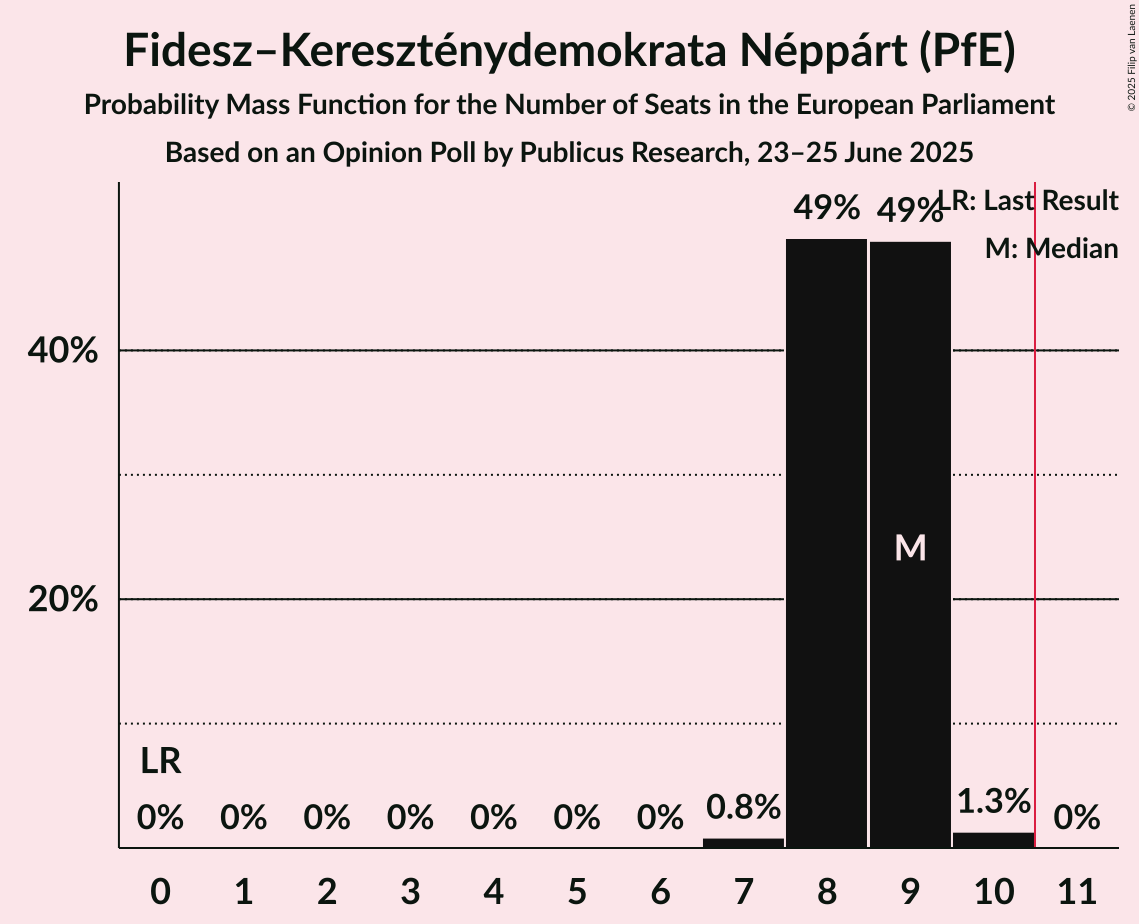 Fidesz–Kereszténydemokrata Néppárt (PfE)
Probability Mass Function for the Number of Seats in the European Parliament
Based on an Opinion Poll by Publicus Research, 23–25 June 2025
© 2025 Filip van Laenen
LR: Last Result
M: Median
49% 49%
40%
M
20%
LR
0% 0% 0% 0% 0% 0% 0% 0.8% 1.3% 0%
0 1 2 3 4 5 6 7 8 9 10 11